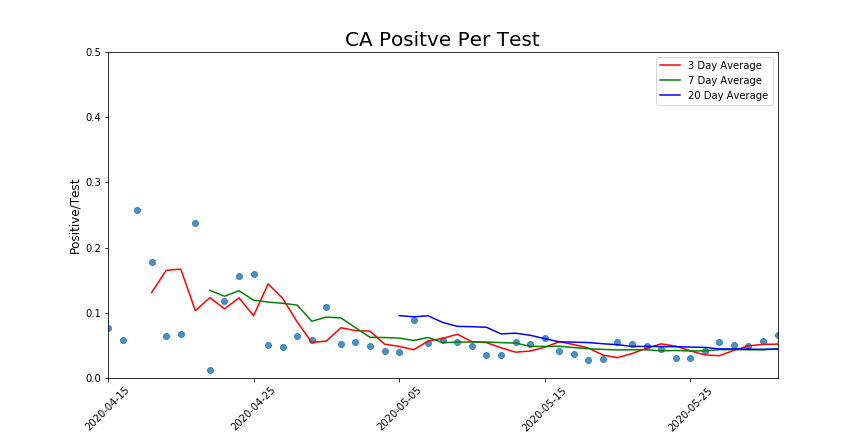 CA Positve Per Test
3 Day Average
7 Day Average
20 Day Average
Positive/Test
0.5
0.4
0.3
0.2
0.1
0.0
2020-04-15
2020-04-25
2020-05-05
2020-05-15
2020-05-25